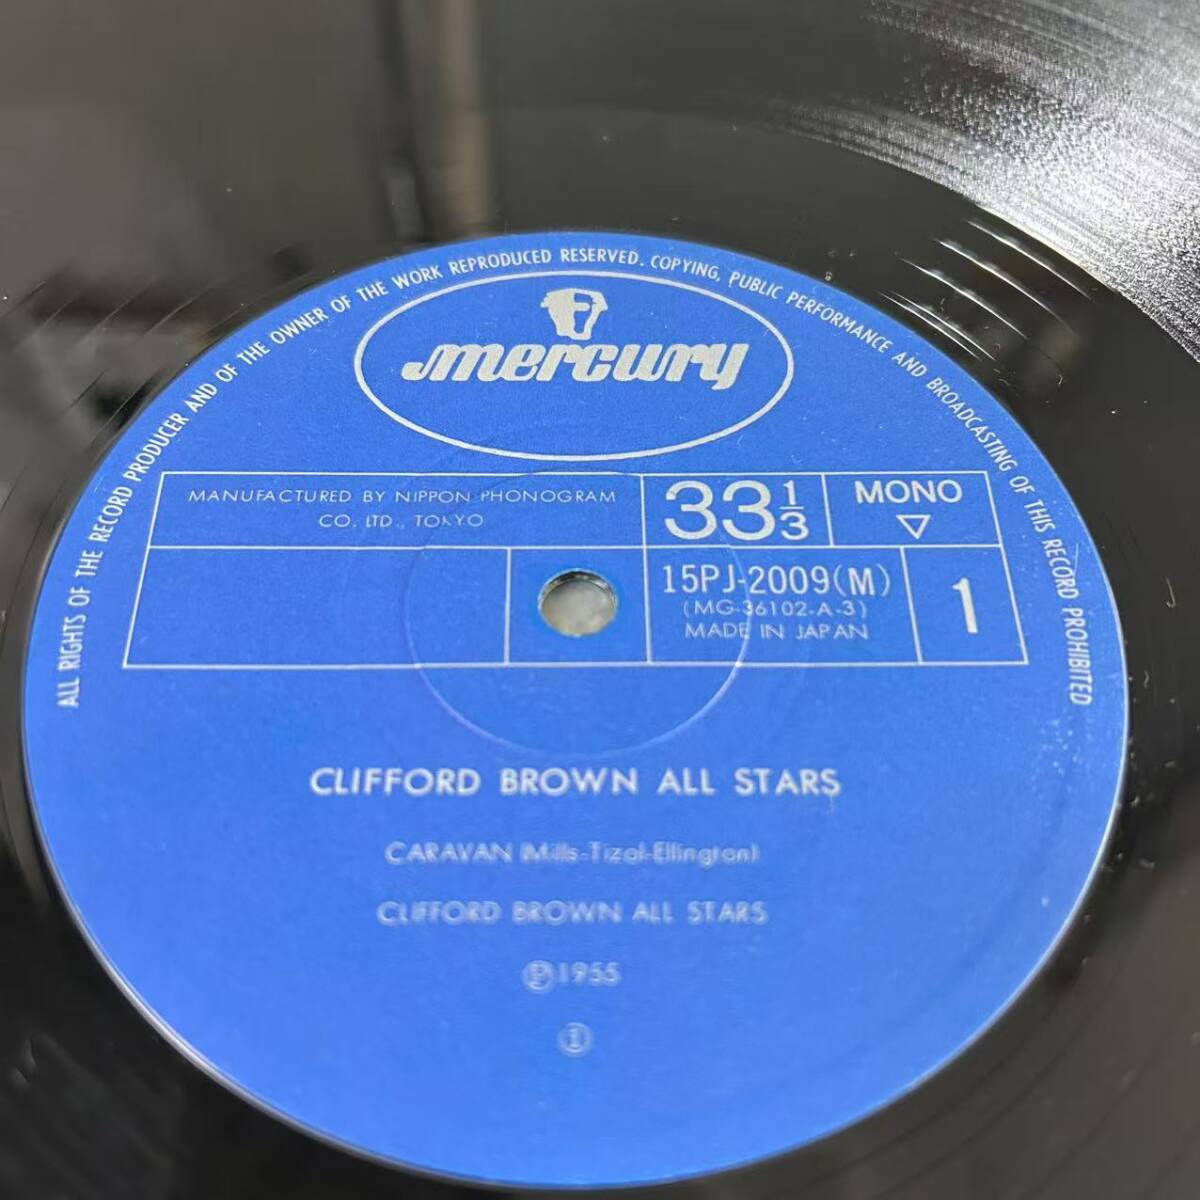 ALL RIGHTS OF THE RECORD PRODUCER AND OF THE OWNER OF THE WORK REPRODUCED RESERVED. COPYING, PUBLIC PERFORMANCE AND BROADCASTING OF THIS RECORD PROHIBITED
mercury
MANUFACTURED BY NIPPON PHONOGRAM
CO. LTD., TOKYO
33 1/3
MONO
▽
15PJ-2009(M)
(MG-36102-A-3)
MADE IN JAPAN
1
CLIFFORD BROWN ALL STARS
CARAVAN (Mills-Tizol-Ellington)
CLIFFORD BROWN ALL STARS
Ⓟ1955
①